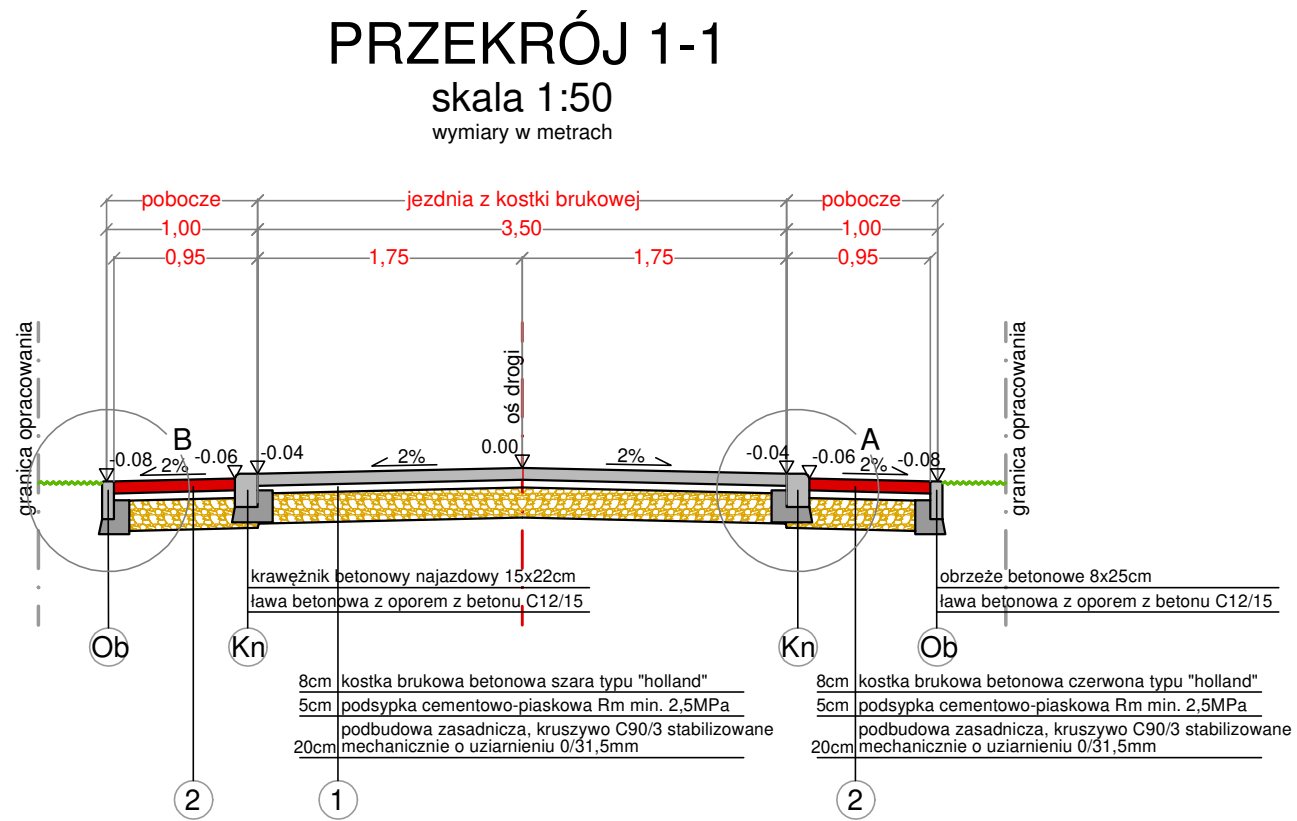 PRZEKRÓJ 1-1
skala 1:50
wymiary w metrach
pobocze
jezdnia z kostki brukowej
pobocze
1,00
3,50
1,00
0,95
1,75
1,75
0,95
granica opracowania
oś drogi
granica opracowania
B
A
-0.08
2%
-0.06
-0.04
2%
0.00
2%
-0.04
-0.06
2%
-0.08
krawężnik betonowy najazdowy 15x22cm
ława betonowa z oporem z betonu C12/15
obrzeże betonowe 8x25cm
ława betonowa z oporem z betonu C12/15
Ob
Kn
Kn
Ob
8cm kostka brukowa betonowa szara typu "holland"
5cm podsypka cementowo-piaskowa Rm min. 2,5MPa
podbudowa zasadnicza, kruszywo C90/3 stabilizowane
20cm mechanicznie o uziarnieniu 0/31,5mm
8cm kostka brukowa betonowa czerwona typu "holland"
5cm podsypka cementowo-piaskowa Rm min. 2,5MPa
podbudowa zasadnicza, kruszywo C90/3 stabilizowane
20cm mechanicznie o uziarnieniu 0/31,5mm
2
1
2